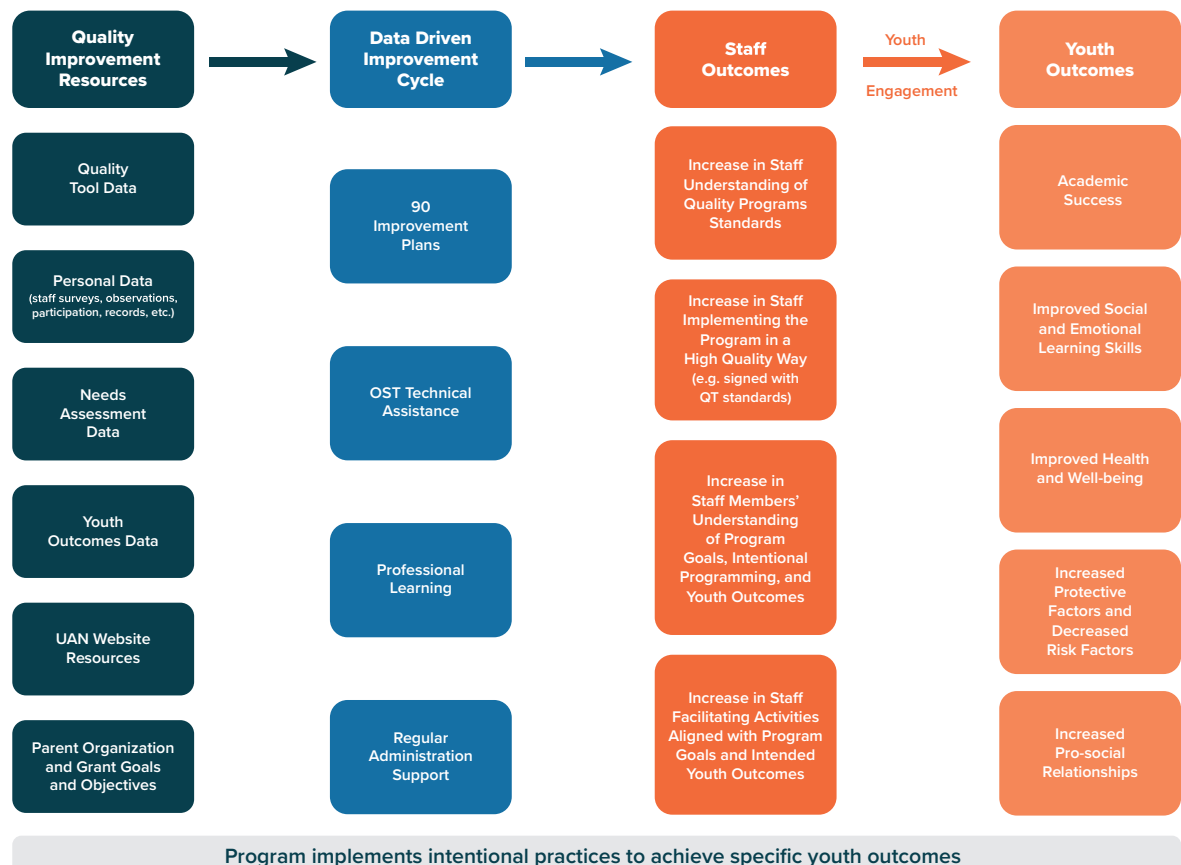 Quality
Improvement
Resources
Data Driven
Improvement
Cycle
Staff
Outcomes
Youth
Engagement
Youth
Outcomes
Quality
Tool Data
Personal Data
(staff surveys, observations,
participation, records, etc.)
Needs
Assessment
Data
Youth
Outcomes Data
UAN Website
Resources
Parent Organization
and Grant Goals
and Objectives
90
Improvement
Plans
OST Technical
Assistance
Professional
Learning
Regular
Administration
Support
Increase in Staff
Understanding of
Quality Programs
Standards
Increase in Staff
Implementing the
Program in a
High Quality Way
(e.g. signed with
QT standards)
Increase in
Staff Members’
Understanding
of Program
Goals, Intentional
Programming, and
Youth Outcomes
Increase in Staff
Facilitating Activities
Aligned with Program
Goals and Intended
Youth Outcomes
Academic
Success
Improved Social
and Emotional
Learning Skills
Improved Health
and Well-being
Increased
Protective
Factors and
Decreased
Risk Factors
Increased
Pro-social
Relationships
Program implements intentional practices to achieve specific youth outcomes